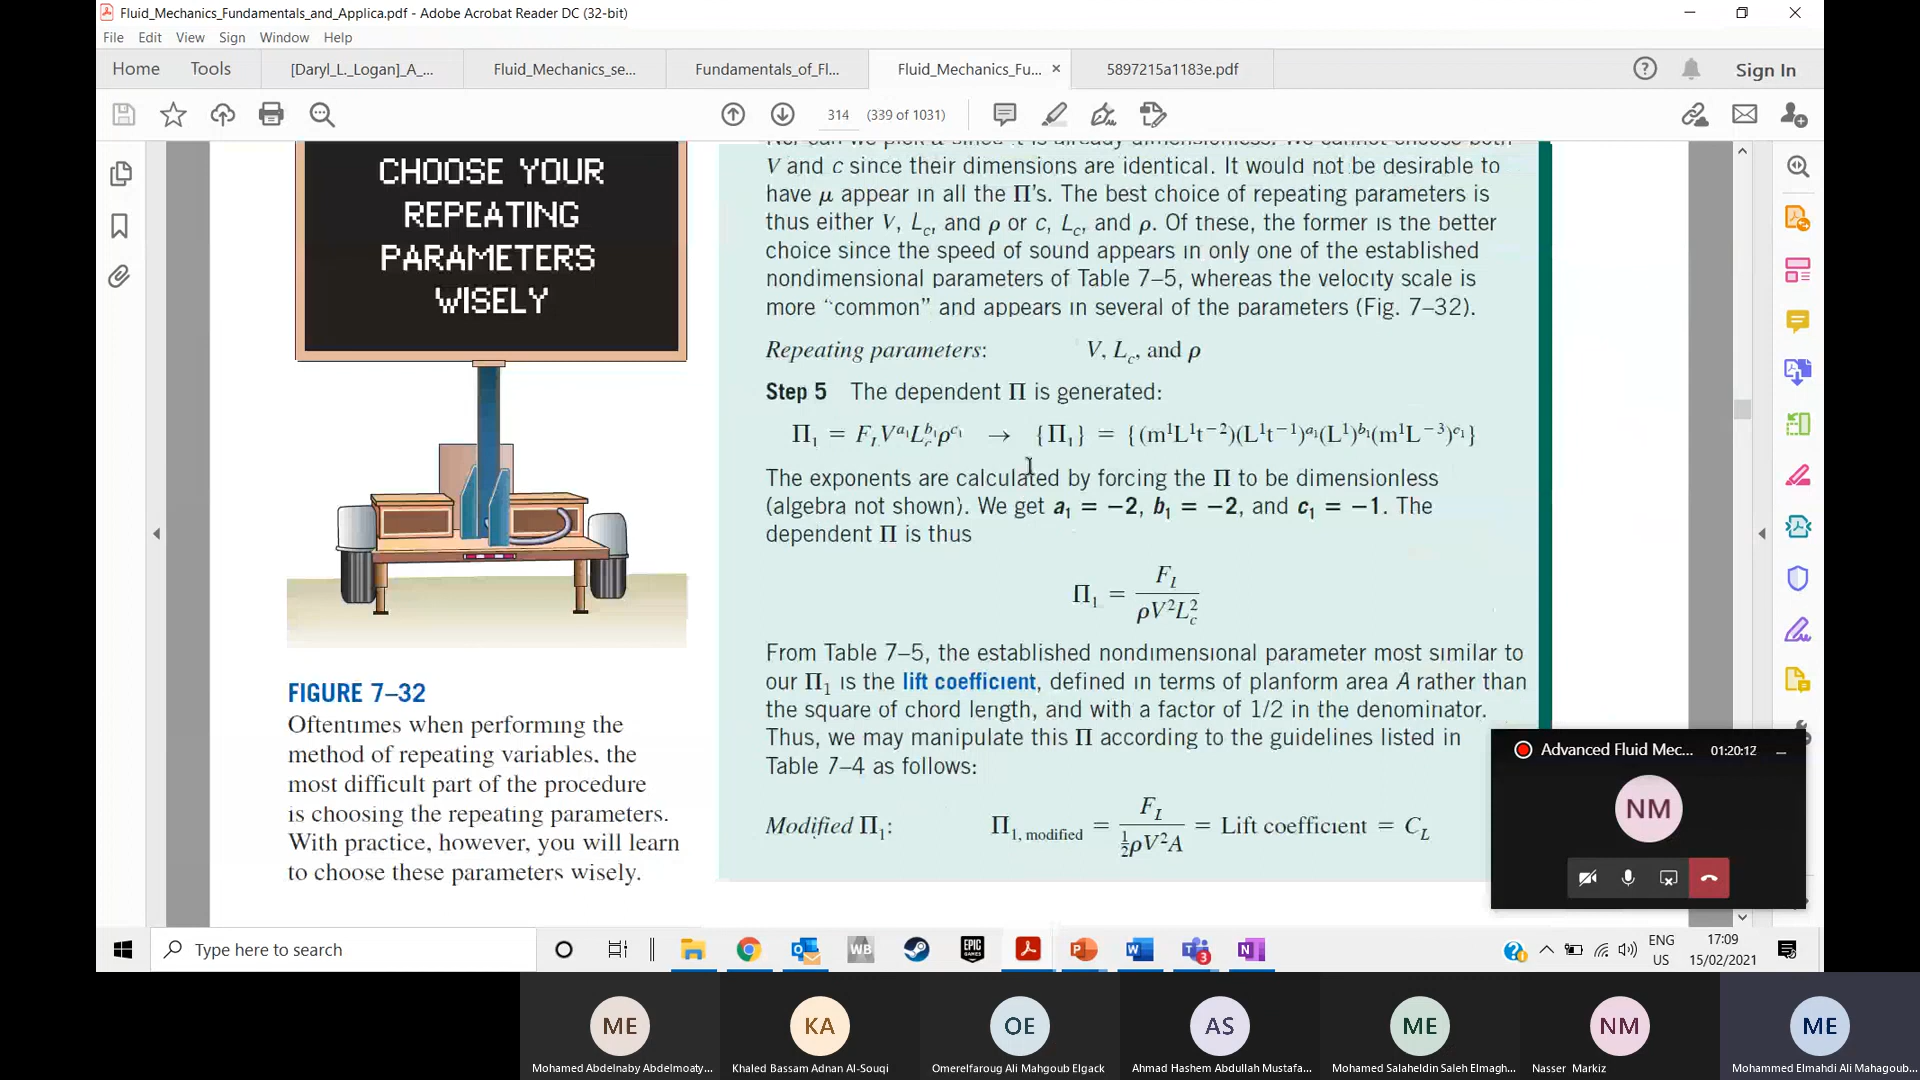 Fluid_Mechanics_Fundamentals_and_Applica.pdf - Adobe Acrobat Reader DC (32-bit)
File Edit View Sign Window Help
Home Tools [Daryl_L._Logan]_A_... Fluid_Mechanics_se... Fundamentals_of_Fl... Fluid_Mechanics_Fu... × 5897215a1183e.pdf Sign In
314 (339 of 1031)
CHOOSE YOUR
REPEATING
PARAMETERS
WISELY
FIGURE 7–32
Oftentimes when performing the
method of repeating variables, the
most difficult part of the procedure
is choosing the repeating parameters.
With practice, however, you will learn
to choose these parameters wisely.
V and c since their dimensions are identical. It would not be desirable to
have μ appear in all the Π's. The best choice of repeating parameters is
thus either V, L_c, and ρ or c, L_c, and ρ. Of these, the former is the better
choice since the speed of sound appears in only one of the established
nondimensional parameters of Table 7–5, whereas the velocity scale is
more “common” and appears in several of the parameters (Fig. 7–32).
Repeating parameters: V, L_c, and ρ
Step 5 The dependent Π is generated:
Π₁ = F_L V^a₁ L_c^b₁ ρ^c₁ → {Π₁} = {(m¹L¹t⁻²)(L¹t⁻¹)^a₁(L¹)^b₁(m¹L⁻³)^c₁}
The exponents are calculated by forcing the Π to be dimensionless
(algebra not shown). We get a₁ = −2, b₁ = −2, and c₁ = −1. The
dependent Π is thus
Π₁ = F_L / ρV²L_c²
From Table 7–5, the established nondimensional parameter most similar to
our Π₁ is the lift coefficient, defined in terms of planform area A rather than
the square of chord length, and with a factor of 1/2 in the denominator.
Thus, we may manipulate this Π according to the guidelines listed in
Table 7–4 as follows:
Modified Π₁: Π₁, modified = F_L / ½ρV²A = Lift coefficient = C_L
Advanced Fluid Mec... 01:20:12
NM
Type here to search
WB
EPIC GAMES
3
ENG
US
17:09
15/02/2021
ME KA OE AS ME NM ME
Mohamed Abdelnaby Abdelmoaty... Khaled Bassam Adnan Al-Souqi Omerelfaroug Ali Mahgoub Elgack Ahmad Hashem Abdullah Mustafa... Mohamed Salaheldin Saleh Elmagh... Nasser Markiz Mohammed Elmahdi Ali Mahagoub...